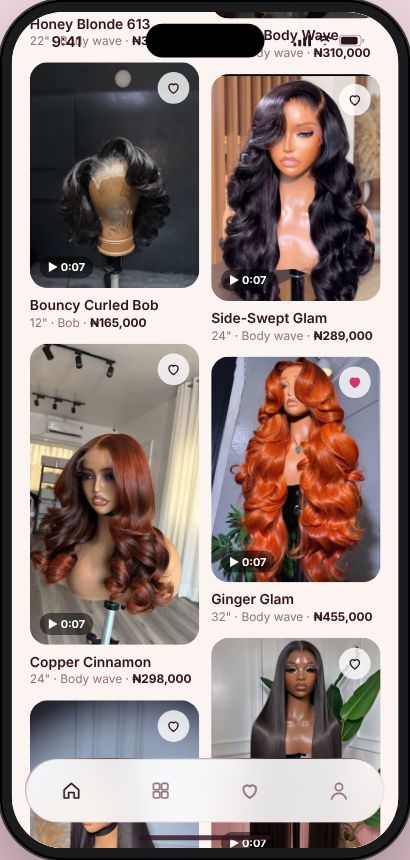 Honey Blonde 613
22"
wave · ₦3
9:41
Body Wave
body wave · ₦310,000
0:07
Bouncy Curled Bob
12" · Bob · ₦165,000
0:07
Side-Swept Glam
24" · Body wave · ₦289,000
0:07
Copper Cinnamon
24" · Body wave · ₦298,000
0:07
Ginger Glam
32" · Body wave · ₦455,000
0:07